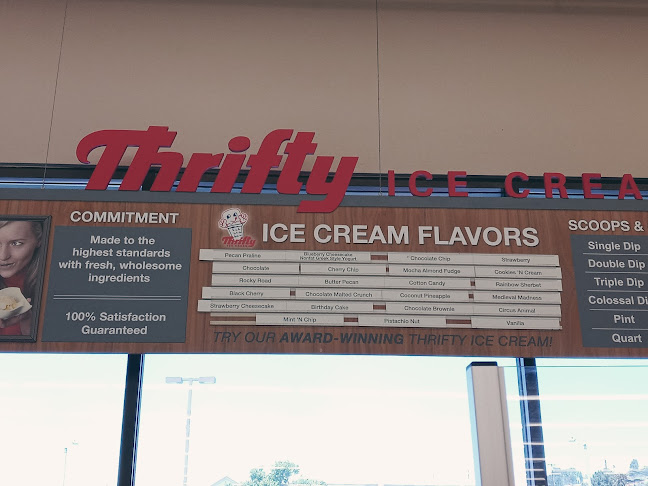 Thrifty ICE CREA
COMMITMENT
Made to the
highest standards
with fresh, wholesome
ingredients
100% Satisfaction
Guaranteed
Thrifty
ICE CREAM FLAVORS
Pecan Praline
Blueberry Cheesecake
Nonfat Greek Style Yogurt
* Chocolate Chip
Strawberry
Chocolate
Cherry Chip
Mocha Almond Fudge
Cookies 'N Cream
Rocky Road
Butter Pecan
Cotton Candy
Rainbow Sherbet
Black Cherry
Chocolate Malted Crunch
Coconut Pineapple
Medieval Madness
Strawberry Cheesecake
Birthday Cake
Chocolate Brownie
Circus Animal
Mint 'N Chip
Pistachio Nut
Vanilla
TRY OUR AWARD-WINNING THRIFTY ICE CREAM!
SCOOPS &
Single Dip
Double Dip
Triple Dip
Colossal Di
Pint
Quart